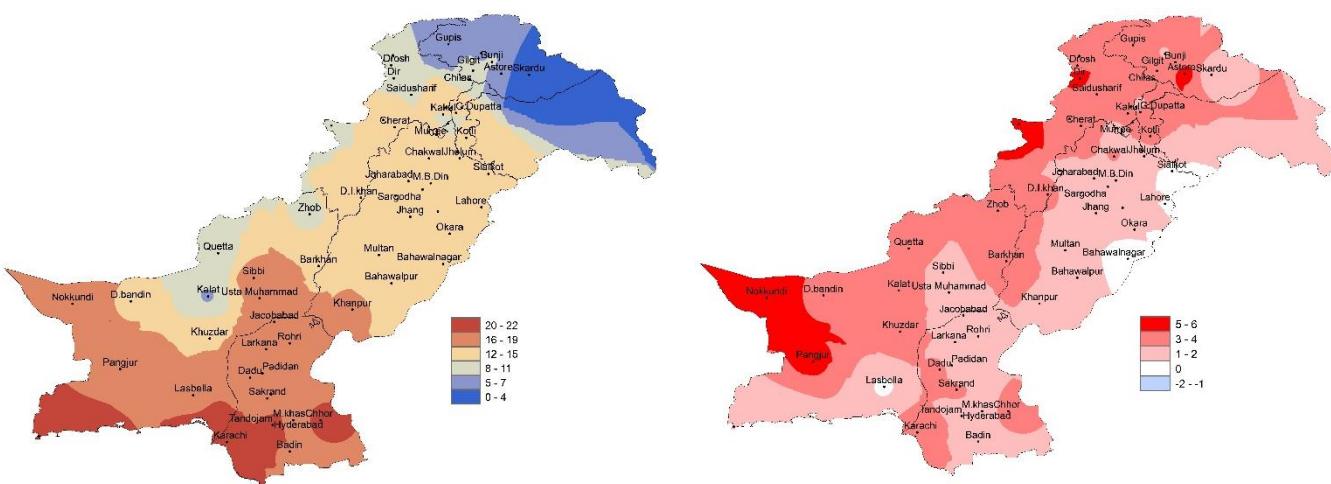 Gupis
Drosh
Bunji
Gilgit
Dir
Astore
Skardu
Chilas
Saidusharif
Kakul
G.Dupatta
Cherat
Murree
Kotli
Chakwal
Jhelum
Sialkot
Joharabad
M.B.Din
D.I.khan
Sargodha
Zhob
Jhang
Lahore
Okara
Quetta
Multan
Bahawalnagar
Barkhan
Sibbi
Bahawalpur
Kalat
Usta Muhammad
Nokkundi
D.bandin
Khanpur
Jacobabad
Khuzdar
Rohri
Larkana
Pangjur
Padidan
Dadu
Lasbella
Sakrand
Tandojam
M.khas
Chhor
Hyderabad
Karachi
Badin
20 - 22
16 - 19
12 - 15
8 - 11
5 - 7
0 - 4
Gupis
Drosh
Bunji
Gilgit
Dir
Astore
Skardu
Chilas
Saidusharif
Kakul
G.Dupatta
Cherat
Murree
Kotli
Chakwal
Jhelum
Sialkot
Joharabad
M.B.Din
D.I.khan
Sargodha
Zhob
Jhang
Lahore
Okara
Quetta
Multan
Bahawalnagar
Barkhan
Sibbi
Bahawalpur
Kalat
Usta Muhammad
Nokkundi
D.bandin
Khanpur
Jacobabad
Khuzdar
Rohri
Larkana
Pangjur
Padidan
Dadu
Lasbella
Sakrand
Tandojam
M.khas
Chhor
Hyderabad
Karachi
Badin
5 - 6
3 - 4
1 - 2
0
-2 - -1